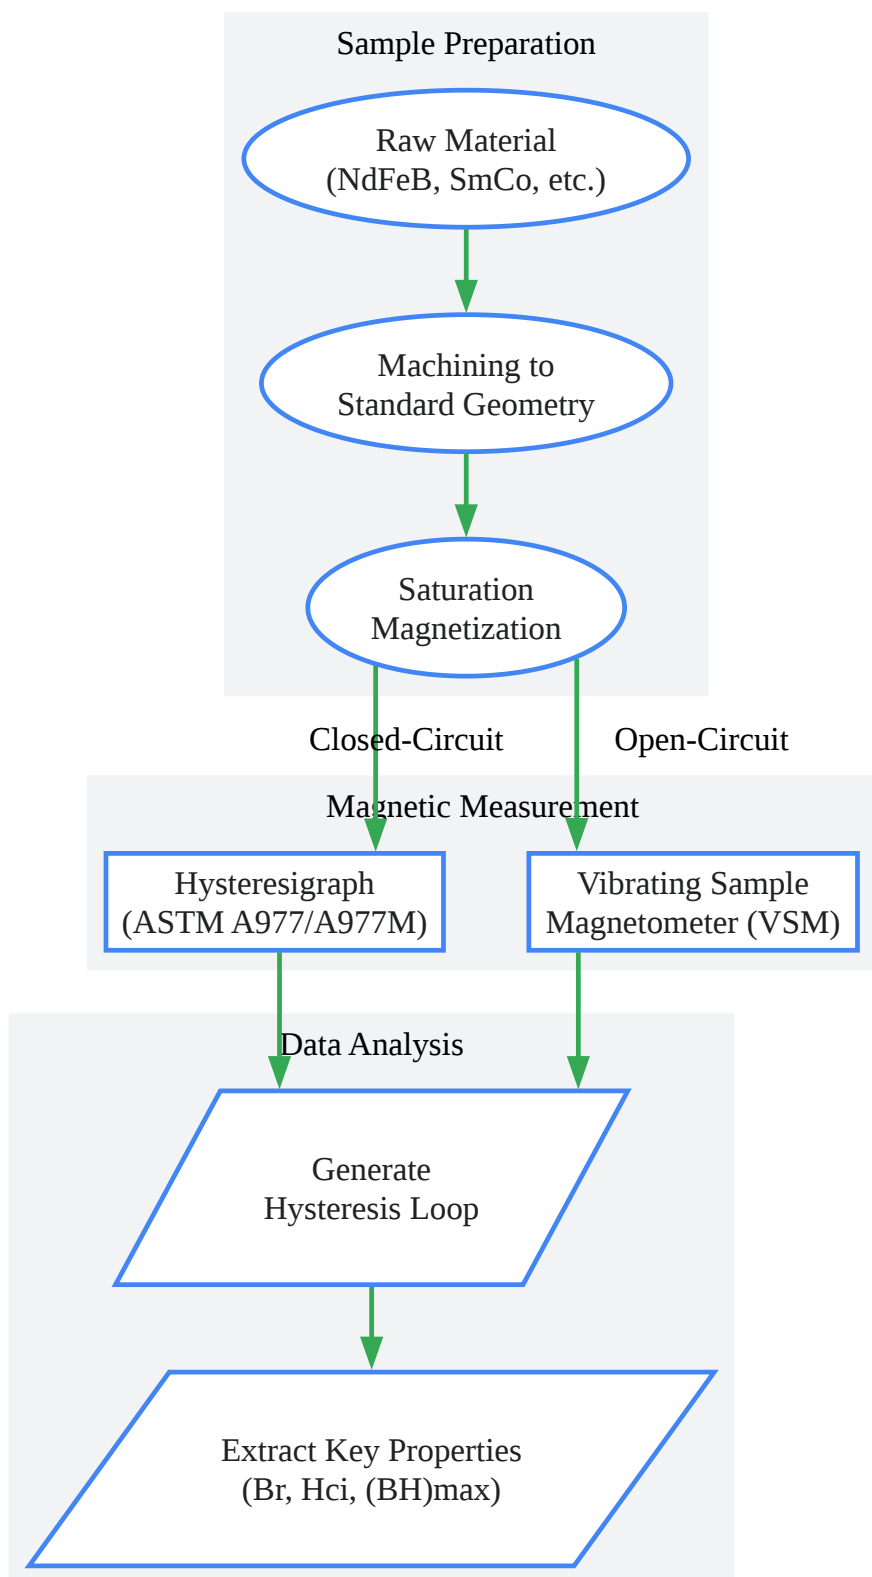 Sample Preparation
Raw Material
(NdFeB, SmCo, etc.)
Machining to
Standard Geometry
Saturation
Magnetization
Closed-Circuit
Open-Circuit
Magnetic Measurement
Hysteresigraph
(ASTM A977/A977M)
Vibrating Sample
Magnetometer (VSM)
Data Analysis
Generate
Hysteresis Loop
Extract Key Properties
(Br, Hci, (BH)max)